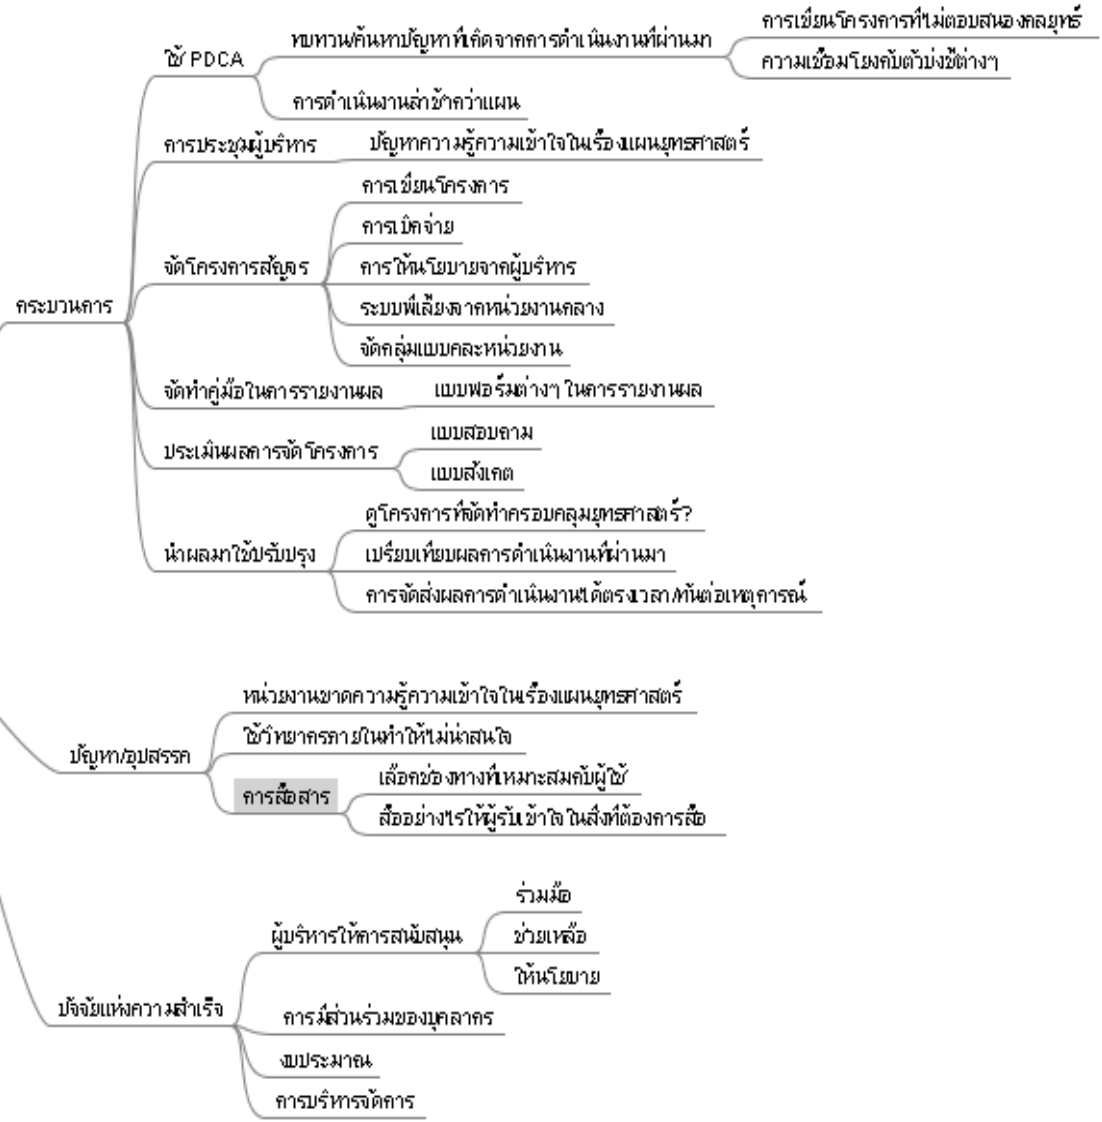 การเขียนโครงการที่ไม่ตอบสนองกลยุทธ์
ทบทวน/ค้นหาปัญหาที่เกิดจากการดำเนินงานที่ผ่านมา
ความเชื่อมโยงกับตัวบ่งชี้ต่างๆ
ใช้ PDCA
การดำเนินงานล่าช้ากว่าแผน
การประชุมผู้บริหาร
ปัญหาความรู้ความเข้าใจในเรื่องแผนยุทธศาสตร์
การเขียนโครงการ
การเบิกจ่าย
จัดโครงการสัญจร
การให้นโยบายจากผู้บริหาร
กระบวนการ
ระบบพี่เลี้ยงจากหน่วยงานกลาง
จัดกลุ่มแบบคละหน่วยงาน
จัดทำคู่มือในการรายงานผล
แบบฟอร์มต่างๆ ในการรายงานผล
แบบสอบถาม
ประเมินผลการจัดโครงการ
แบบสังเกต
ดูโครงการที่จัดทำครอบคลุมยุทธศาสตร์?
นำผลมาใช้ปรับปรุง
เปรียบเทียบผลการดำเนินงานที่ผ่านมา
การจัดส่งผลการดำเนินงานได้ตรงเวลา/ทันต่อเหตุการณ์
หน่วยงานขาดความรู้ความเข้าใจในเรื่องแผนยุทธศาสตร์
ใช้วิทยากรภายในทำให้ไม่น่าสนใจ
ปัญหา/อุปสรรค
เลือกช่องทางที่เหมาะสมกับผู้ใช้
การสื่อสาร
สื่ออย่างไรให้ผู้รับเข้าใจในสิ่งที่ต้องการสื่อ
ร่วมมือ
ผู้บริหารให้การสนับสนุน
ช่วยเหลือ
ให้นโยบาย
ปัจจัยแห่งความสำเร็จ
การมีส่วนร่วมของบุคลากร
งบประมาณ
การบริหารจัดการ